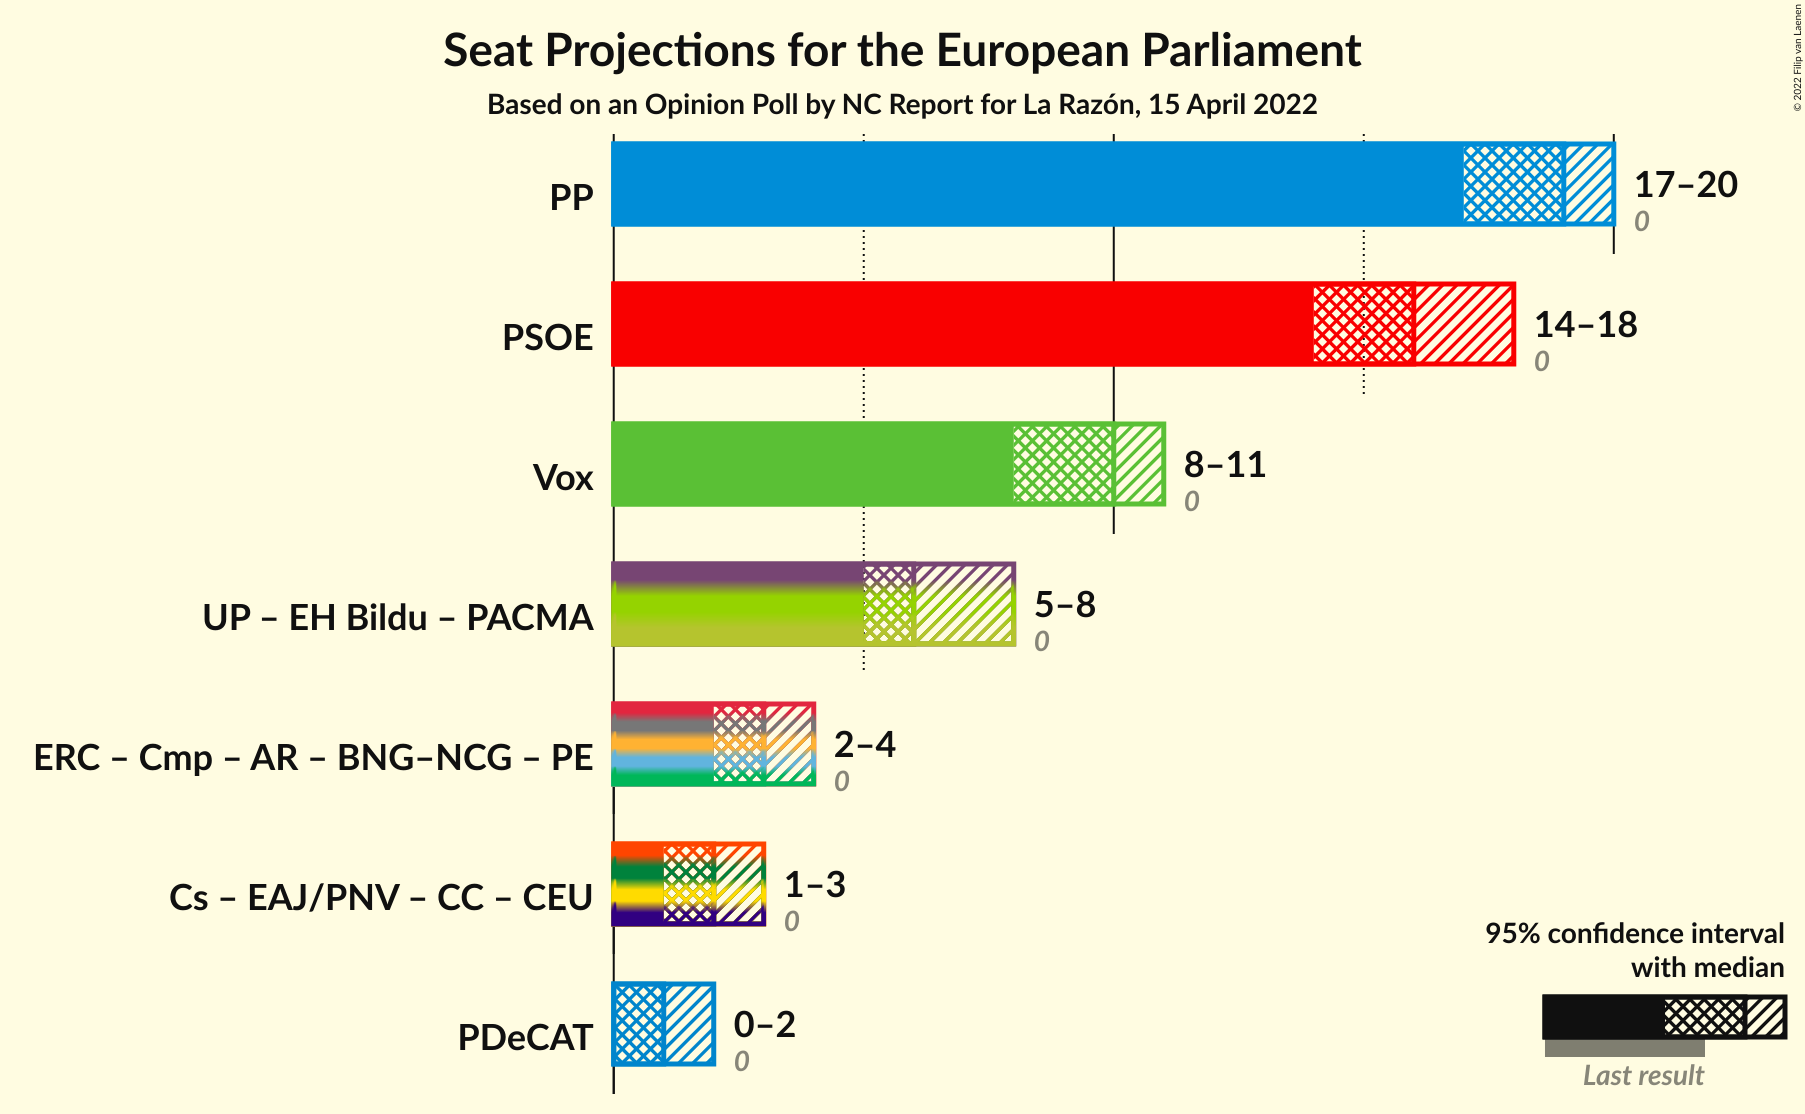 Seat Projections for the European Parliament
Based on an Opinion Poll by NC Report for La Razón, 15 April 2022
© 2022 Filip van Laenen
PP
17–20
0
PSOE
14–18
0
Vox
8–11
0
UP – EH Bildu – PACMA
5–8
0
ERC – Cmp – AR – BNG–NCG – PE
2–4
0
Cs – EAJ/PNV – CC – CEU
1–3
0
PDeCAT
0–2
0
95% confidence interval
with median
Last result